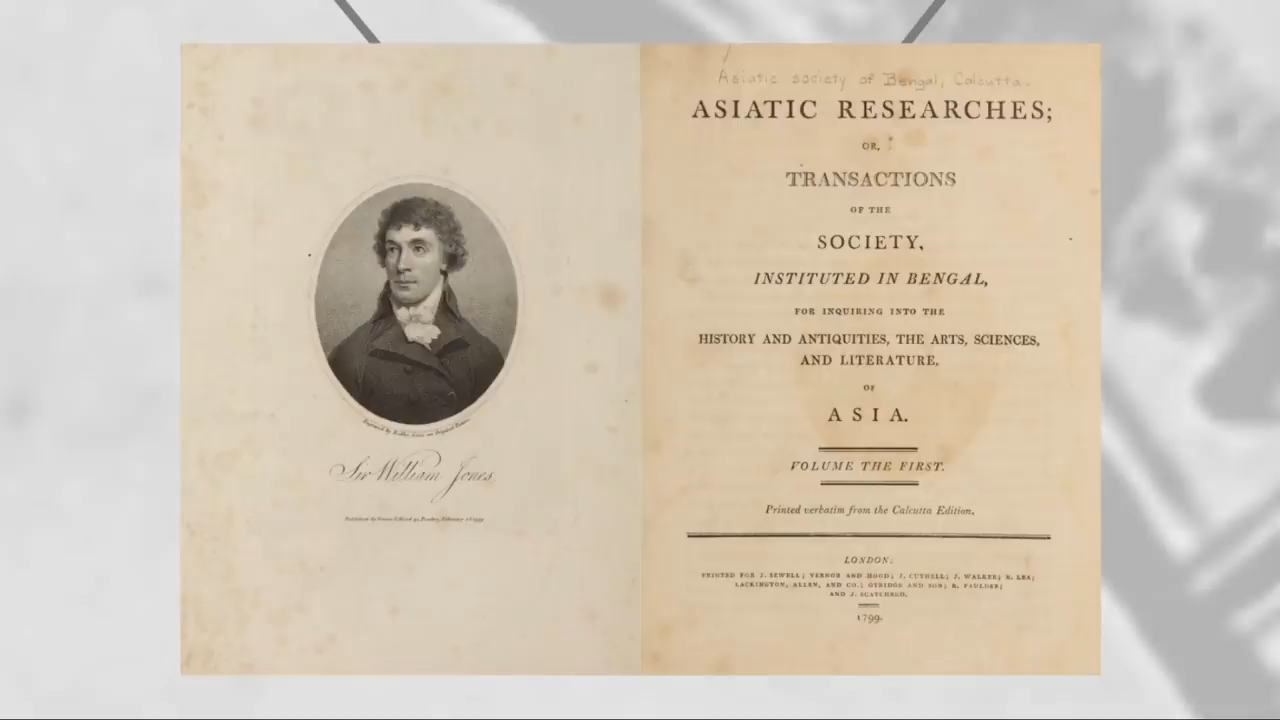 Sir William Jones
Asiatic society of Bengal, Calcutta.
ASIATIC RESEARCHES;
OR,
TRANSACTIONS
OF THE
SOCIETY,
INSTITUTED IN BENGAL,
FOR INQUIRING INTO THE
HISTORY AND ANTIQUITIES, THE ARTS, SCIENCES,
AND LITERATURE,
OF
ASIA.
VOLUME THE FIRST.
Printed verbatim from the Calcutta Edition.
LONDON:
PRINTED FOR J. SEWELL; VERNOR AND HOOD; J. CUTHELL; J. WALKER; R. LEA;
LACKINGTON, ALLEN, AND CO.; OTRIDGE AND SON; R. FAULDER;
AND J. SCATCHERD.
1799.